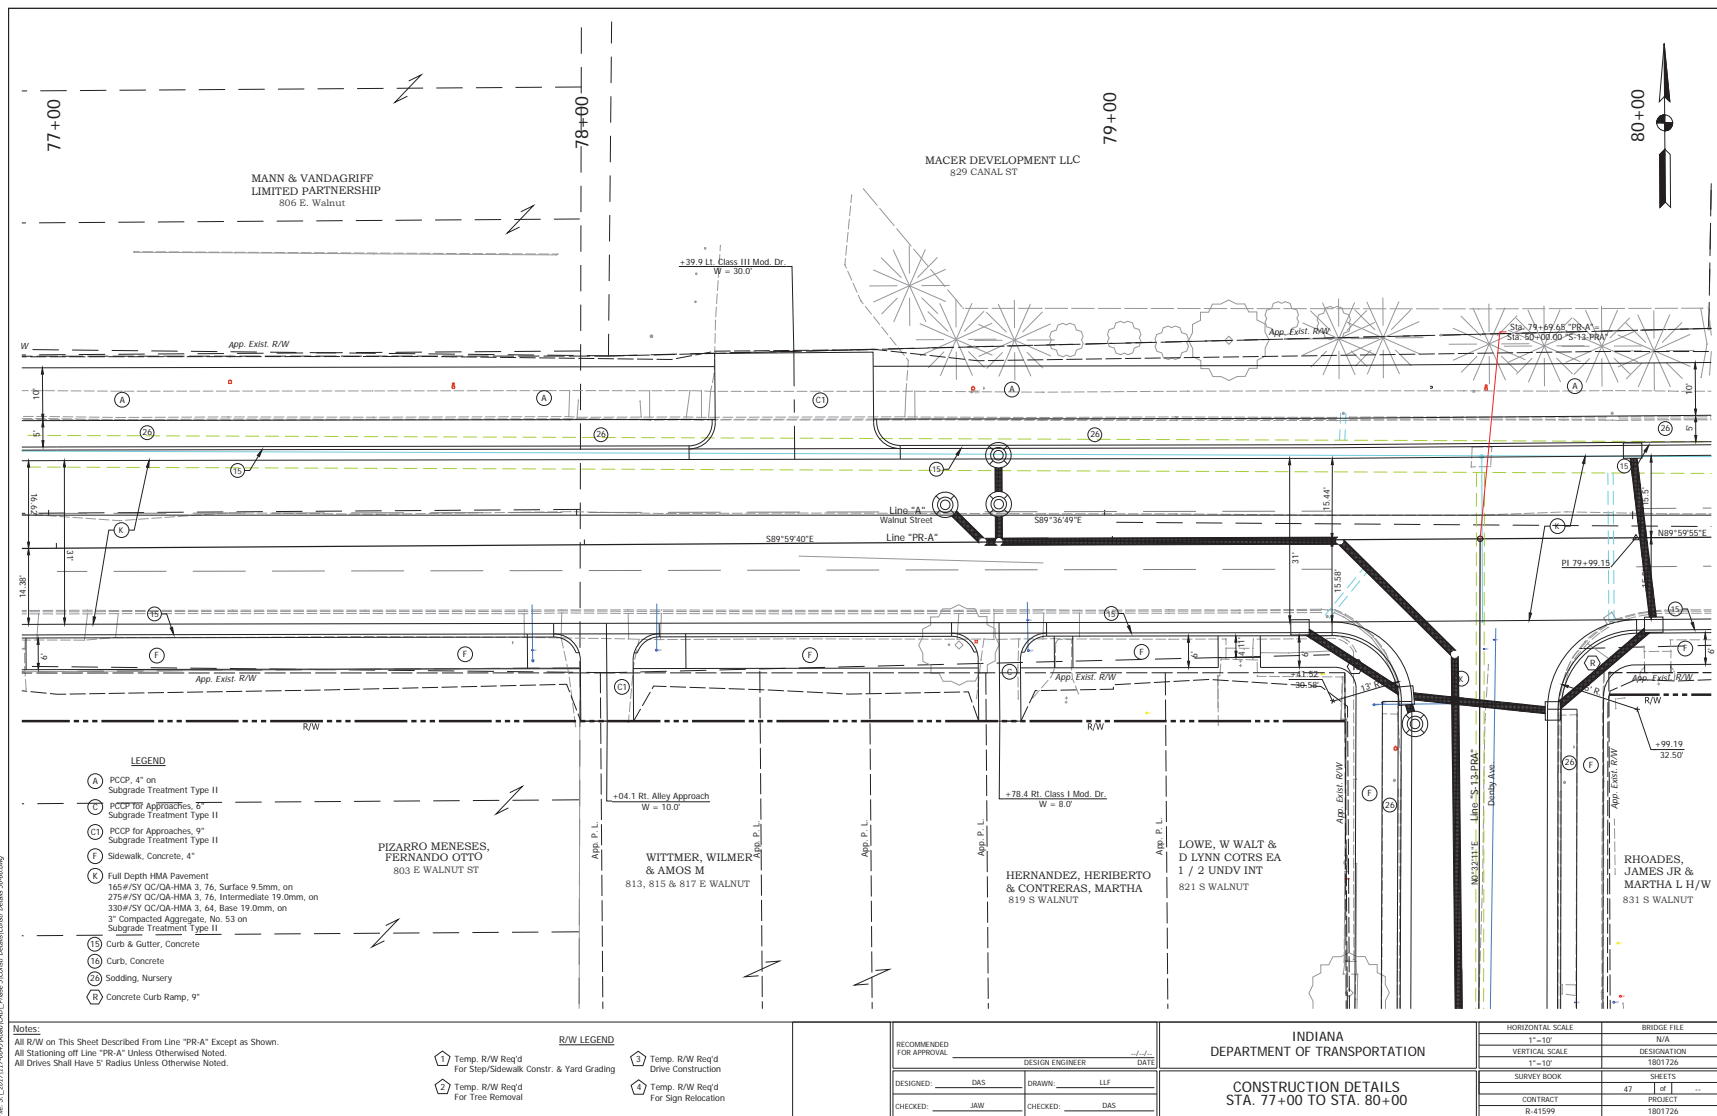 77+00
78+00
79+00
80+00
MANN & VANDAGRIFF
LIMITED PARTNERSHIP
806 E. Walnut
MACER DEVELOPMENT LLC
829 CANAL ST
+39.9 Lt. Class III Mod. Dr.
W = 30.0'
W
App. Exist. R/W
App. Exist. R/W
Sta. 79+69.65 "PR-A" =
Sta. 50+00.00 "S-13-PRA"
10'
A
A
C1
A
A
10'
5'
26
26
26
26
5'
15
15
15
16.62'
31'
K
Line "A"
Walnut Street
S89°36'49"E
15.44'
K
15.5'
S89°59'40"E
Line "PR-A"
N89°59'55"E
31'
PI 79+99.15
14.38'
15.58'
15
15
15
6'
F
F
F
F
6'
4.11'
6'
R
F
6'
App. Exist. R/W
C1
C
App. Exist. R/W
+41.52
30.58'
13' R
K
App. Exist. R/W
R/W
R/W
R/W
+99.19
32.50'
LEGEND
A PCCP, 4" on
Subgrade Treatment Type II
C PCCP for Approaches, 6"
Subgrade Treatment Type II
C1 PCCP for Approaches, 9"
Subgrade Treatment Type II
F Sidewalk, Concrete, 4"
K Full Depth HMA Pavement
165#/SY QC/QA-HMA 3, 76, Surface 9.5mm, on
275#/SY QC/QA-HMA 3, 76, Intermediate 19.0mm, on
330#/SY QC/QA-HMA 3, 64, Base 19.0mm, on
3" Compacted Aggregate, No. 53 on
Subgrade Treatment Type II
15 Curb & Gutter, Concrete
16 Curb, Concrete
26 Sodding, Nursery
R Concrete Curb Ramp, 9"
+04.1 Rt. Alley Approach
W = 10.0'
+78.4 Rt. Class I Mod. Dr.
W = 8.0'
App. P. L.
App. P. L.
App. P. L.
App. P. L.
App. P. L.
App. Exist. R/W
F
26
N0°32'11"E
Line "S-13-PRA"
Denby Ave.
26
F
App. Exist. R/W
PIZARRO MENESES,
FERNANDO OTTO
803 E WALNUT ST
WITTMER, WILMER
& AMOS M
813, 815 & 817 E WALNUT
HERNANDEZ, HERIBERTO
& CONTRERAS, MARTHA
819 S WALNUT
LOWE, W WALT &
D LYNN COTRS EA
1 / 2 UNDV INT
821 S WALNUT
RHOADES,
JAMES JR &
MARTHA L H/W
831 S WALNUT
Notes:
All R/W on This Sheet Described From Line "PR-A" Except as Shown.
All Stationing off Line "PR-A" Unless Otherwised Noted.
All Drives Shall Have 5' Radius Unless Otherwise Noted.
R/W LEGEND
1 Temp. R/W Req'd
For Step/Sidewalk Constr. & Yard Grading
2 Temp. R/W Req'd
For Tree Removal
3 Temp. R/W Req'd
Drive Construction
4 Temp. R/W Req'd
For Sign Relocation
RECOMMENDED
FOR APPROVAL
--/--/--
DESIGN ENGINEER DATE
DESIGNED: DAS DRAWN: LLF
CHECKED: JAW CHECKED: DAS
INDIANA
DEPARTMENT OF TRANSPORTATION
CONSTRUCTION DETAILS
STA. 77+00 TO STA. 80+00
HORIZONTAL SCALE BRIDGE FILE
1"=10' N/A
VERTICAL SCALE DESIGNATION
1"=10' 1801726
SURVEY BOOK SHEETS
47 of --
CONTRACT PROJECT
R-41599 1801726